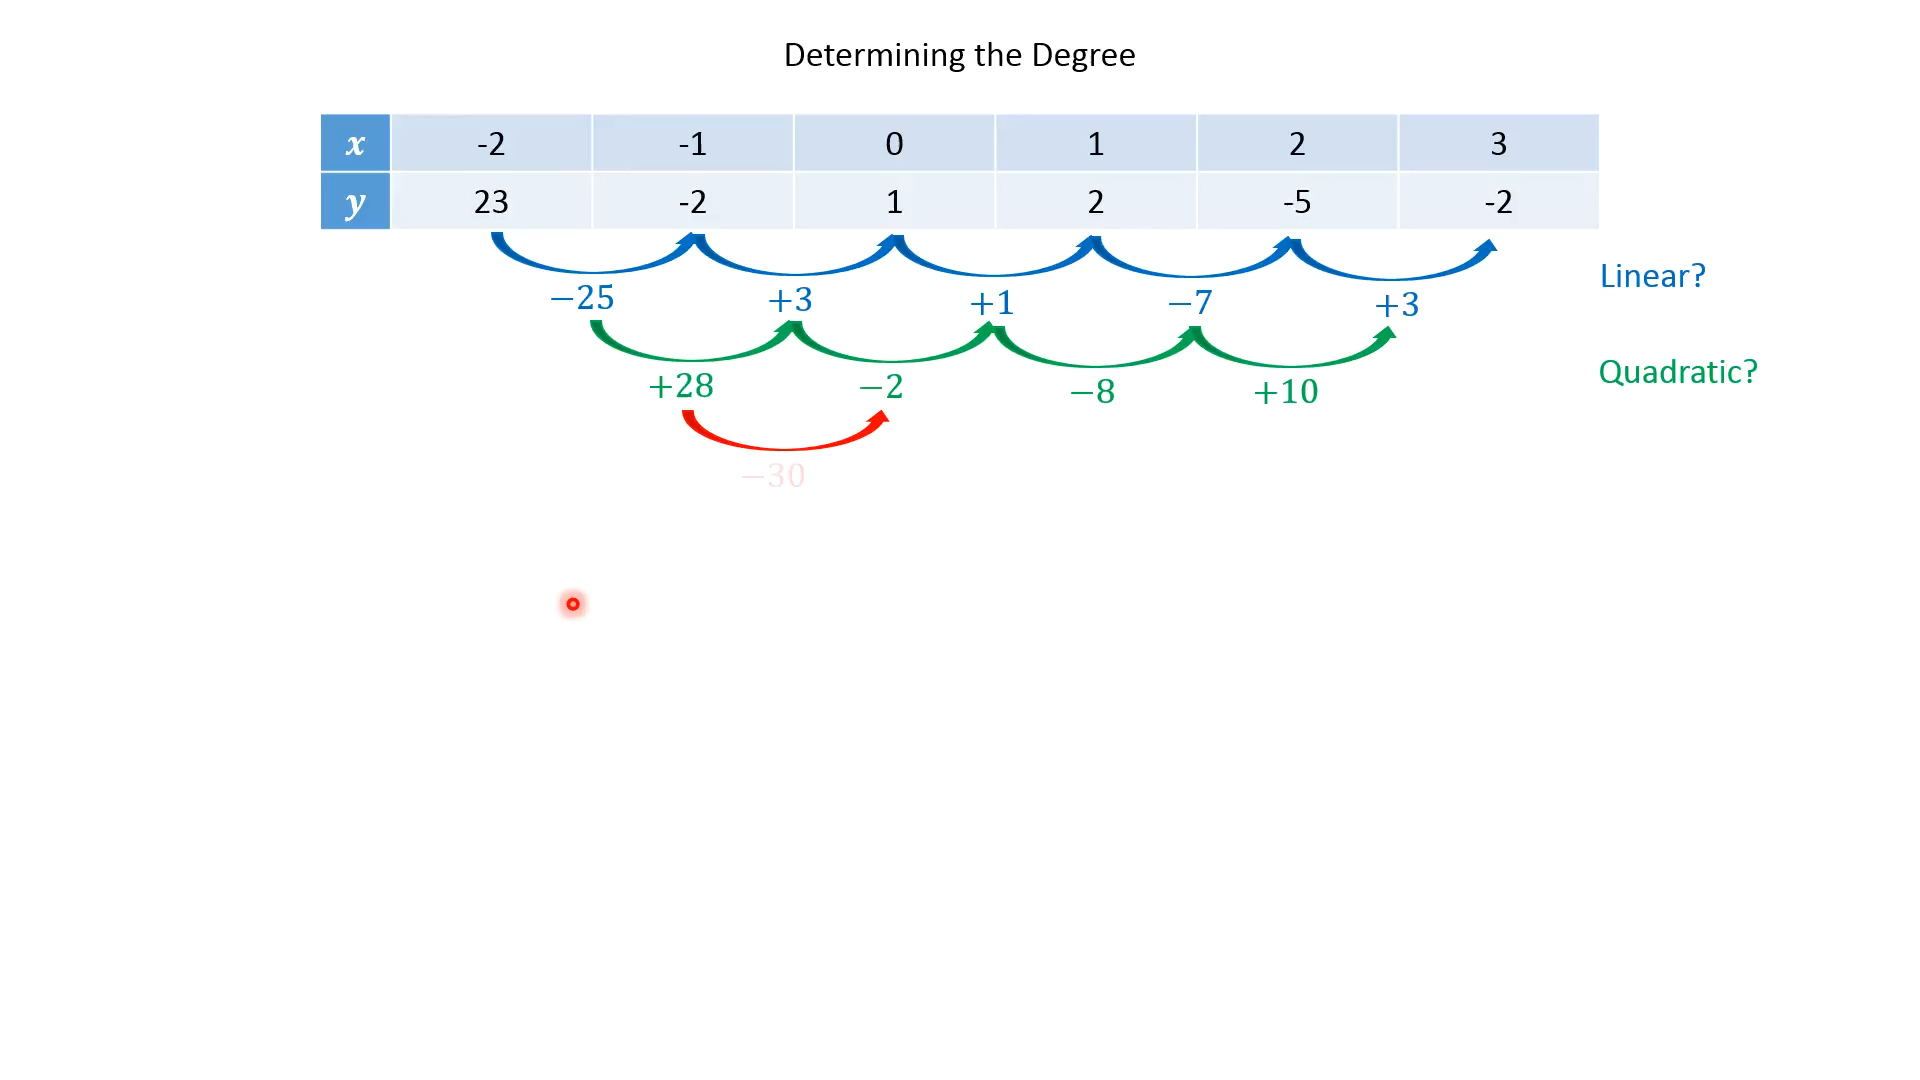 Determining the Degree
x -2 -1 0 1 2 3
y 23 -2 1 2 -5 -2
Linear?
−25 +3 +1 −7 +3
Quadratic?
+28 −2 −8 +10
−30